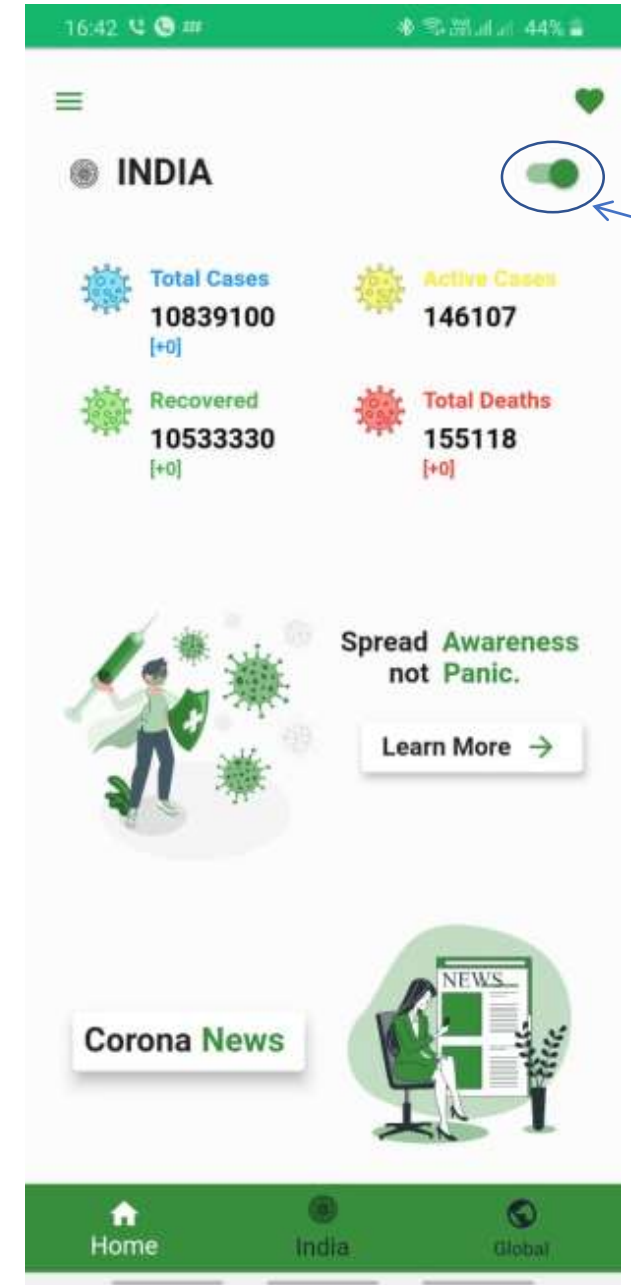 16:42
44%
INDIA
Total Cases
10839100
[+0]
Active Cases
146107
Recovered
10533330
[+0]
Total Deaths
155118
[+0]
Spread Awareness
not Panic.
Learn More →
NEWS
Corona News
Home
India
Global